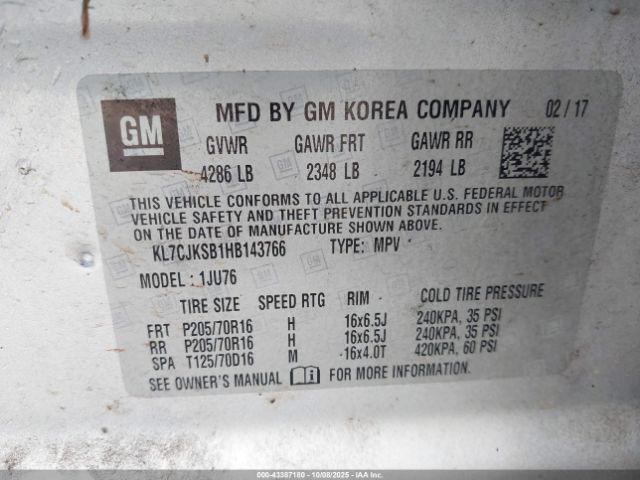 GM MFD BY GM KOREA COMPANY 02/17
GVWR GAWR FRT GAWR RR
4286 LB 2348 LB 2194 LB
THIS VEHICLE CONFORMS TO ALL APPLICABLE U.S. FEDERAL MOTOR
VEHICLE SAFETY AND THEFT PREVENTION STANDARDS IN EFFECT
ON THE DATE OF MANUFACTURE SHOWN ABOVE.
KL7CJKSB1HB143766 TYPE: MPV
MODEL: 1JU76
TIRE SIZE SPEED RTG RIM COLD TIRE PRESSURE
FRT P205/70R16 H 16x6.5J 240KPA, 35 PSI
RR P205/70R16 H 16x6.5J 240KPA, 35 PSI
SPA T125/70D16 M 16x4.0T 420KPA, 60 PSI
SEE OWNER'S MANUAL FOR MORE INFORMATION.
000-43387180 10/08/2025 Copyright © IAA, LLC